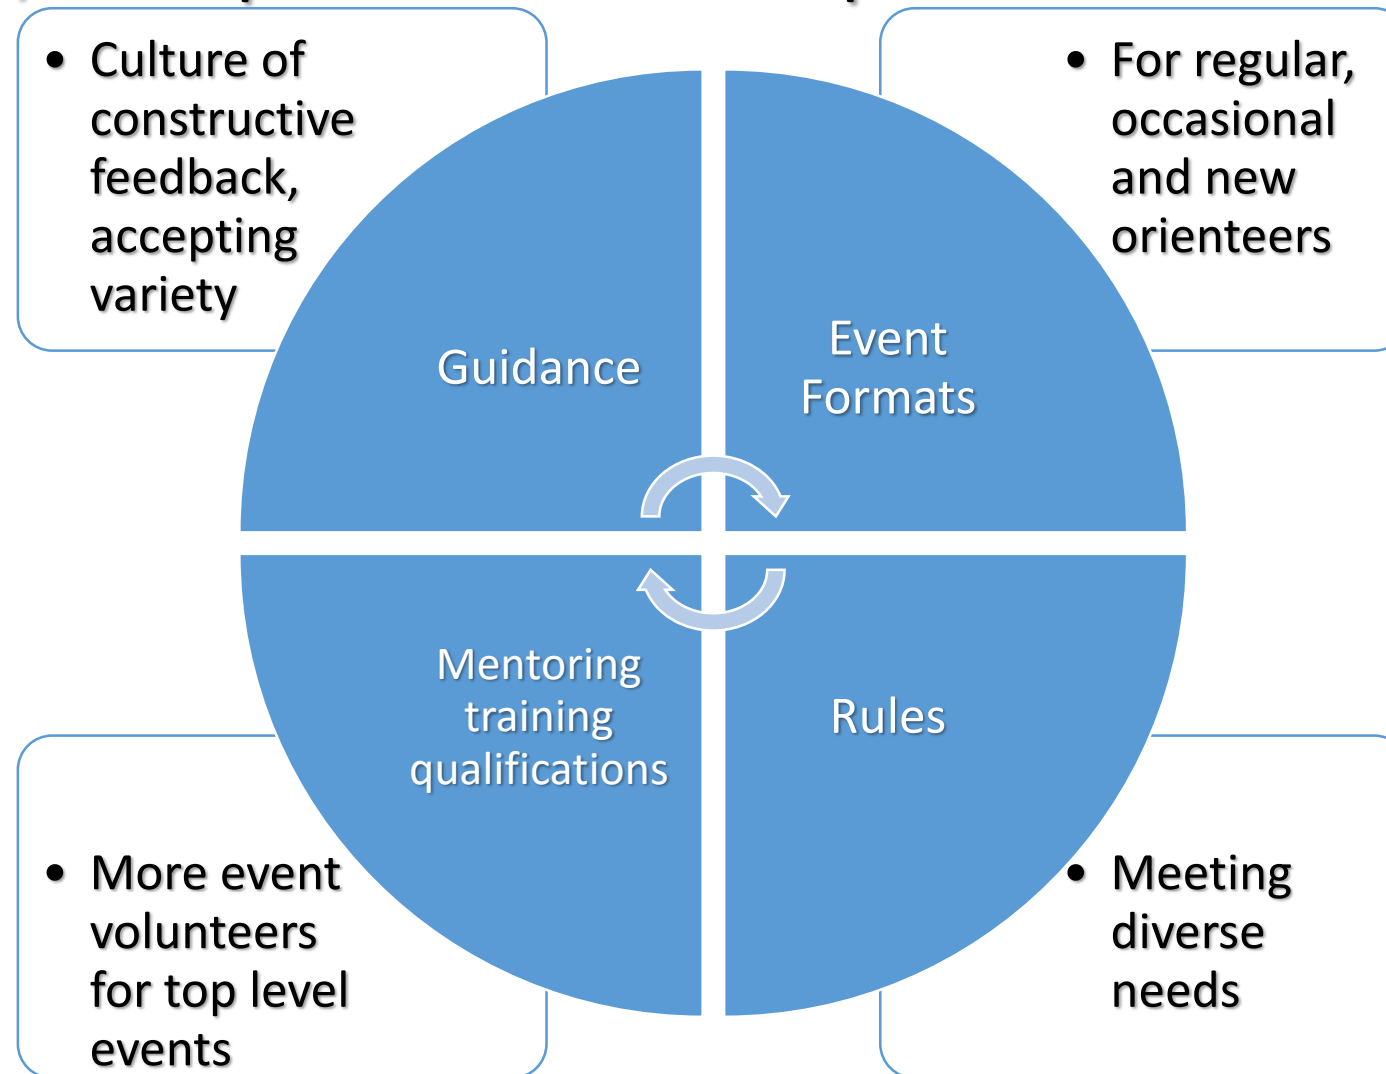 • Culture of
constructive
feedback,
accepting
variety
• For regular,
occasional
and new
orienteers
Guidance
Event
Formats
Mentoring
training
qualifications
Rules
• More event
volunteers
for top level
events
• Meeting
diverse
needs